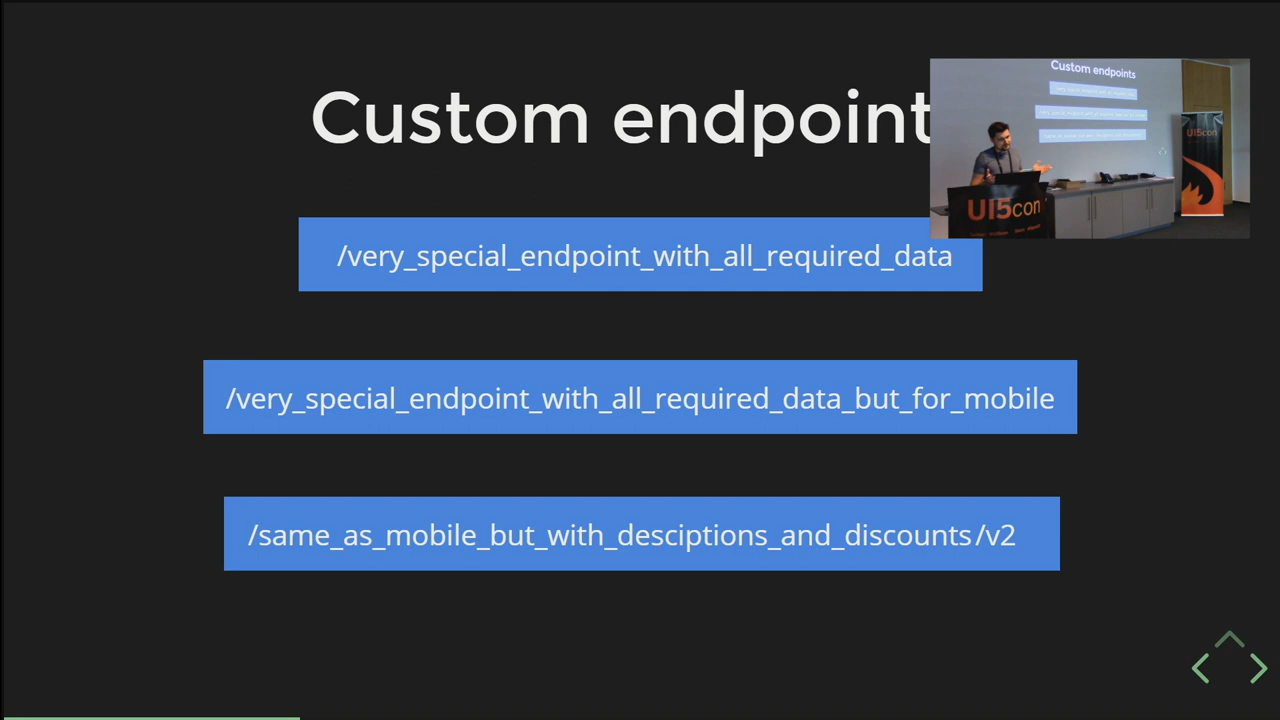 Custom endpoint
/very_special_endpoint_with_all_required_data
/very_special_endpoint_with_all_required_data_but_for_mobile
/same_as_mobile_but_with_desciptions_and_discounts/v2
Custom endpoints
UI5con
UI5con